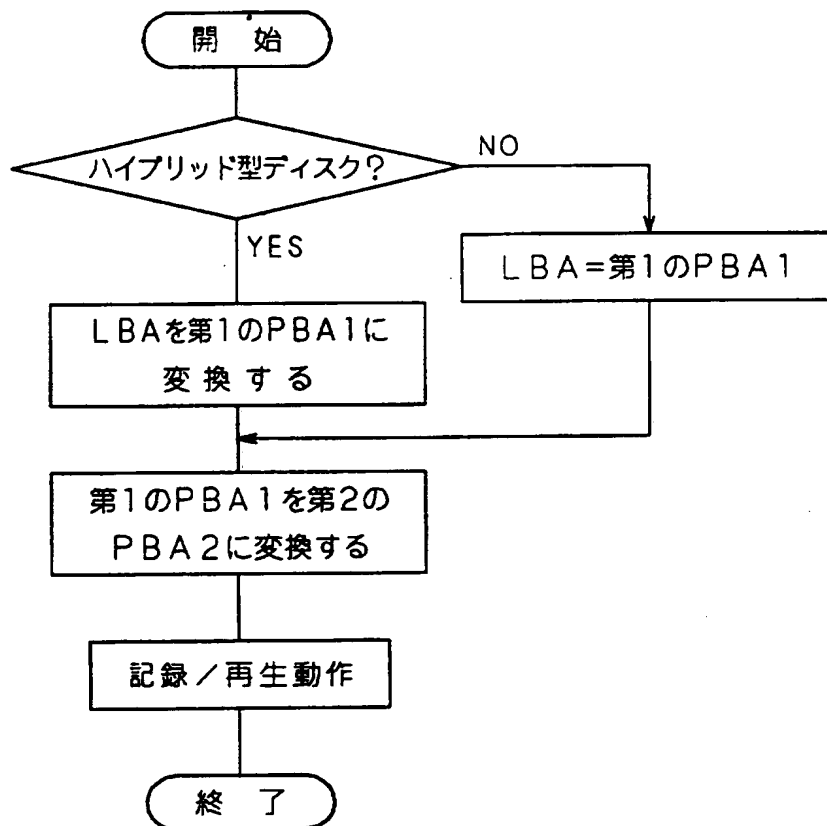 開始
ハイブリッド型ディスク?
NO
YES
LBA=第1のPBA1
LBAを第1のPBA1に
変換する
第1のPBA1を第2の
PBA2に変換する
記録/再生動作
終了